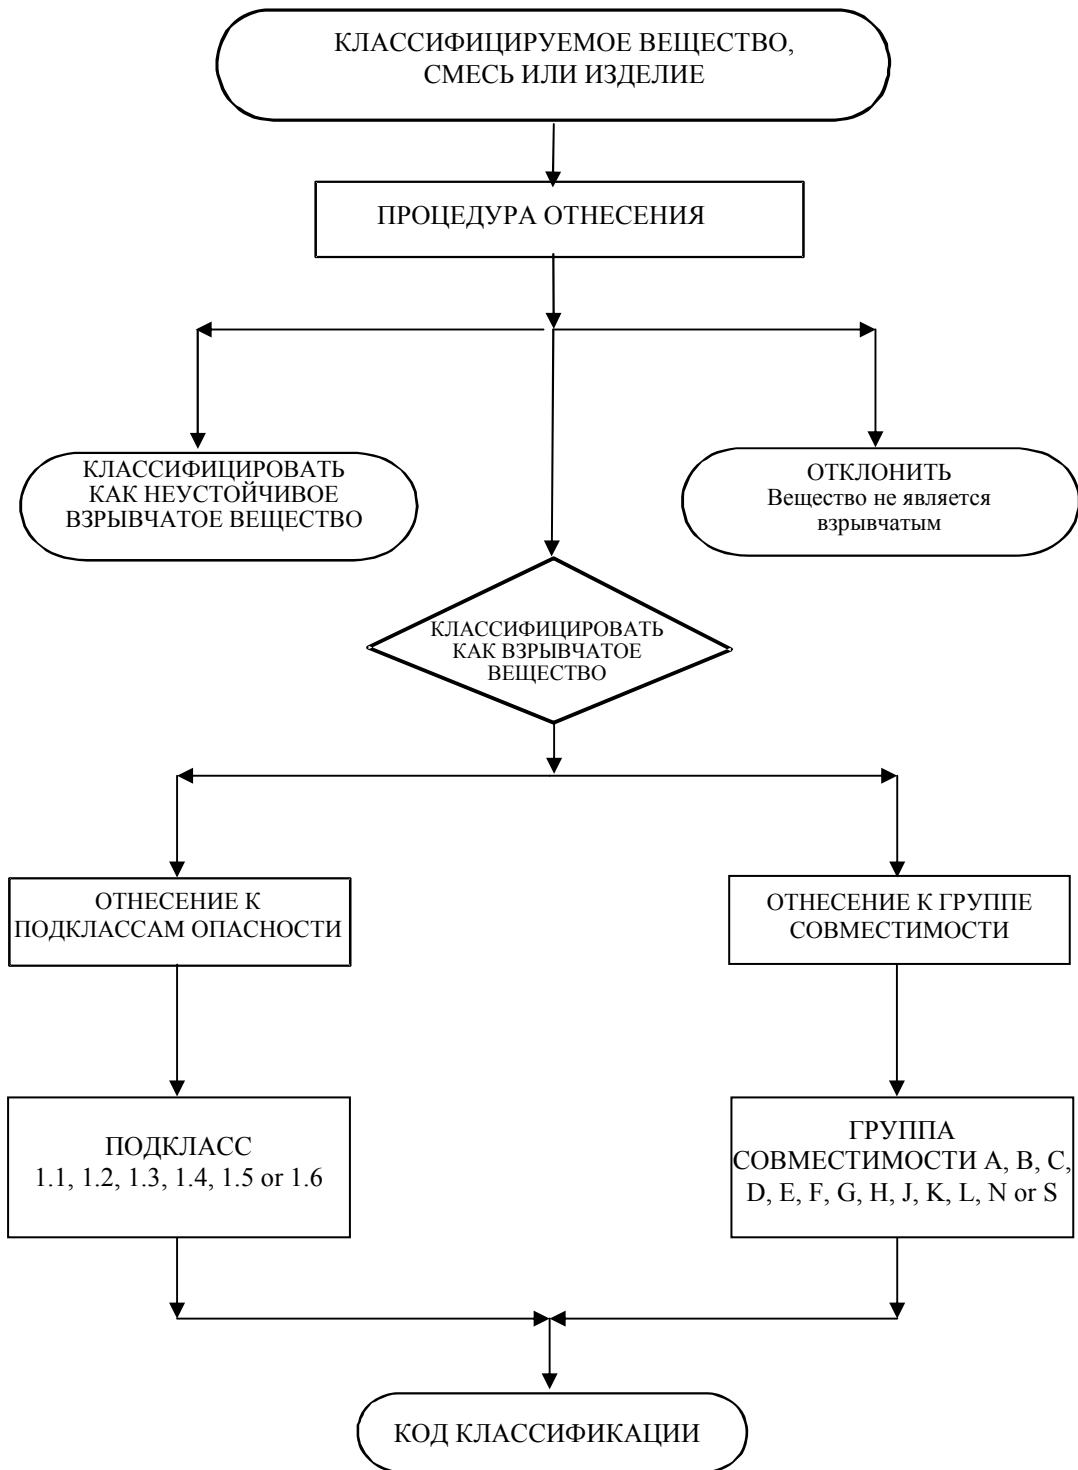 КЛАССИФИЦИРУЕМОЕ ВЕЩЕСТВО,
СМЕСЬ ИЛИ ИЗДЕЛИЕ
ПРОЦЕДУРА ОТНЕСЕНИЯ
КЛАССИФИЦИРОВАТЬ
КАК НЕУСТОЙЧИВОЕ
ВЗРЫВЧАТОЕ ВЕЩЕСТВО
ОТКЛОНИТЬ
Вещество не является
взрывчатым
КЛАССИФИЦИРОВАТЬ
КАК ВЗРЫВЧАТОЕ
ВЕЩЕСТВО
ОТНЕСЕНИЕ К
ПОДКЛАССАМ ОПАСНОСТИ
ОТНЕСЕНИЕ К ГРУППЕ
СОВМЕСТИМОСТИ
ПОДКЛАСС
1.1, 1.2, 1.3, 1.4, 1.5 or 1.6
ГРУППА
СОВМЕСТИМОСТИ A, B, C,
D, E, F, G, H, J, K, L, N or S
КОД КЛАССИФИКАЦИИ